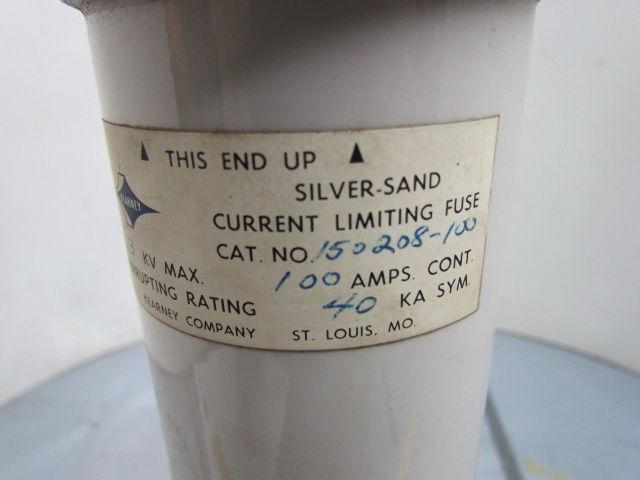 THIS END UP
KEARNEY
SILVER-SAND
CURRENT LIMITING FUSE
CAT. NO. 150208-100
KV MAX. 100 AMPS. CONT.
RATING 40 KA SYM.
KEARNEY COMPANY ST. LOUIS, MO.